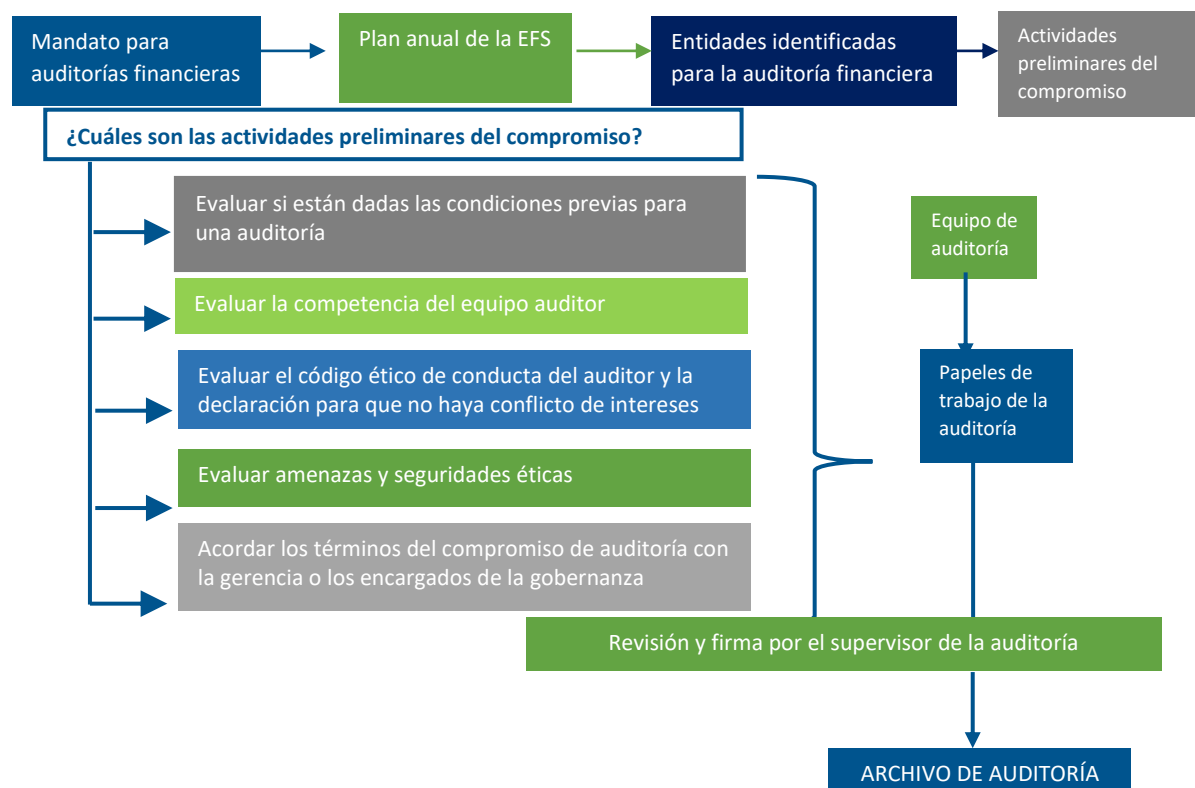 Mandato para
auditorías financieras
Plan anual de la EFS
Entidades identificadas
para la auditoría financiera
Actividades
preliminares del
compromiso
¿Cuáles son las actividades preliminares del compromiso?
Evaluar si están dadas las condiciones previas para
una auditoría
Evaluar la competencia del equipo auditor
Evaluar el código ético de conducta del auditor y la
declaración para que no haya conflicto de intereses
Evaluar amenazas y seguridades éticas
Acordar los términos del compromiso de auditoría con
la gerencia o los encargados de la gobernanza
Equipo de
auditoría
Papeles de
trabajo de la
auditoría
Revisión y firma por el supervisor de la auditoría
ARCHIVO DE AUDITORÍA